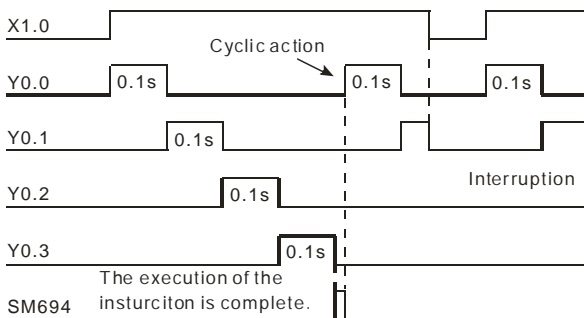 X1.0
Cyclic action
Y0.0 0.1s 0.1s 0.1s
Y0.1 0.1s
Interruption
Y0.2 0.1s
Y0.3 0.1s
The execution of the
insturciton is complete.
SM694